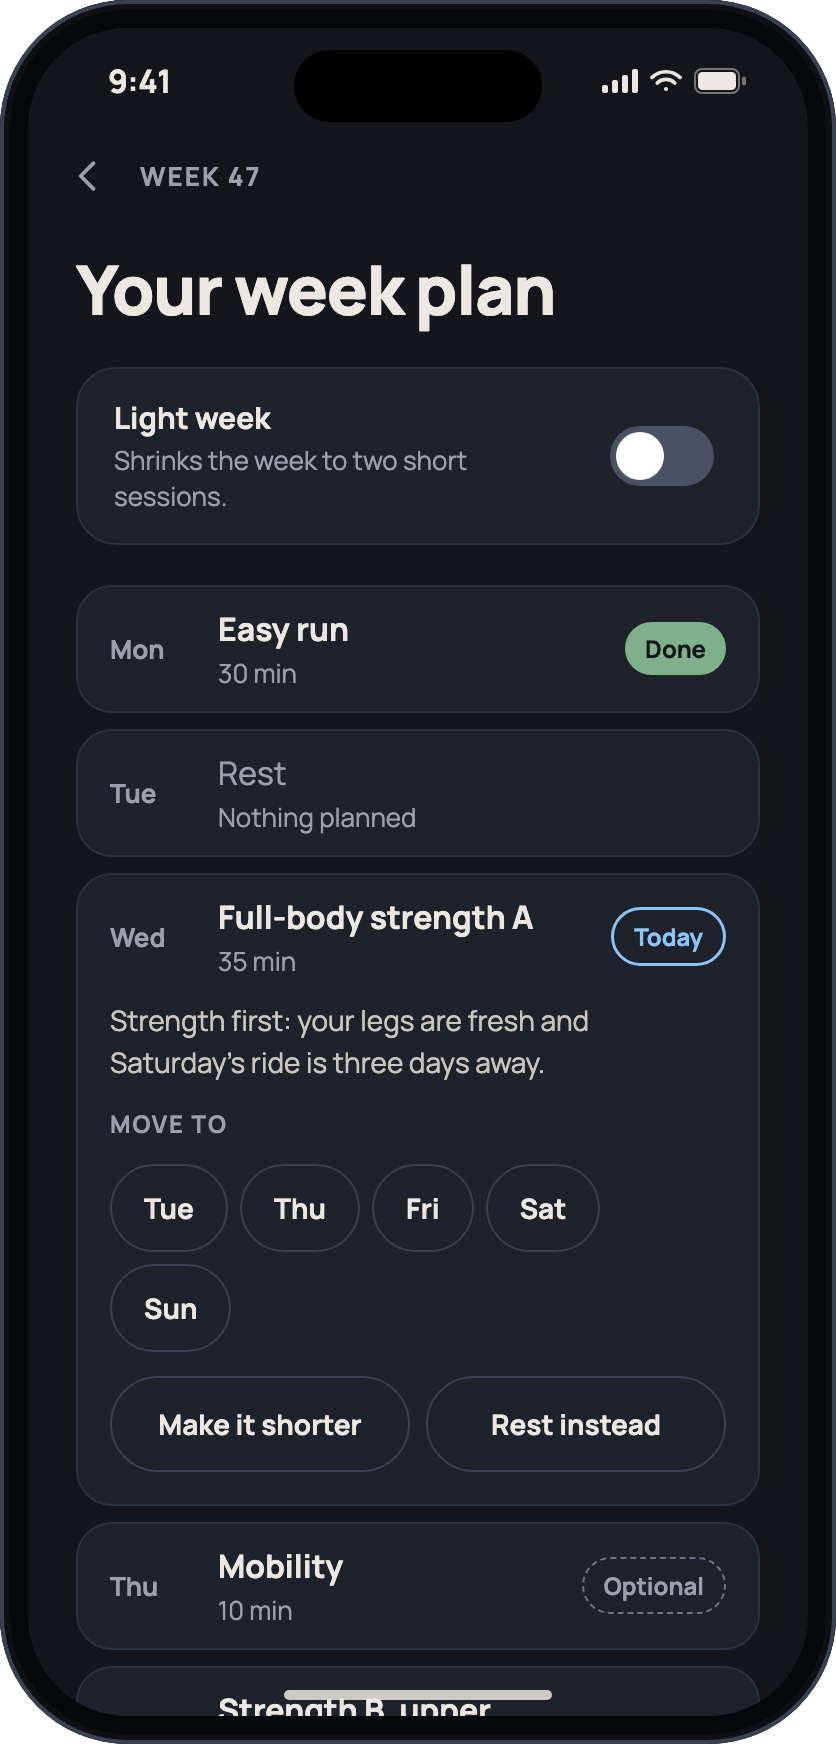 9:41
WEEK 47
Your week plan
Light week
Shrinks the week to two short
sessions.
Mon
Easy run
30 min
Done
Tue
Rest
Nothing planned
Wed
Full-body strength A
35 min
Today
Strength first: your legs are fresh and
Saturday’s ride is three days away.
MOVE TO
Tue
Thu
Fri
Sat
Sun
Make it shorter
Rest instead
Thu
Mobility
10 min
Optional
Strength B, upper